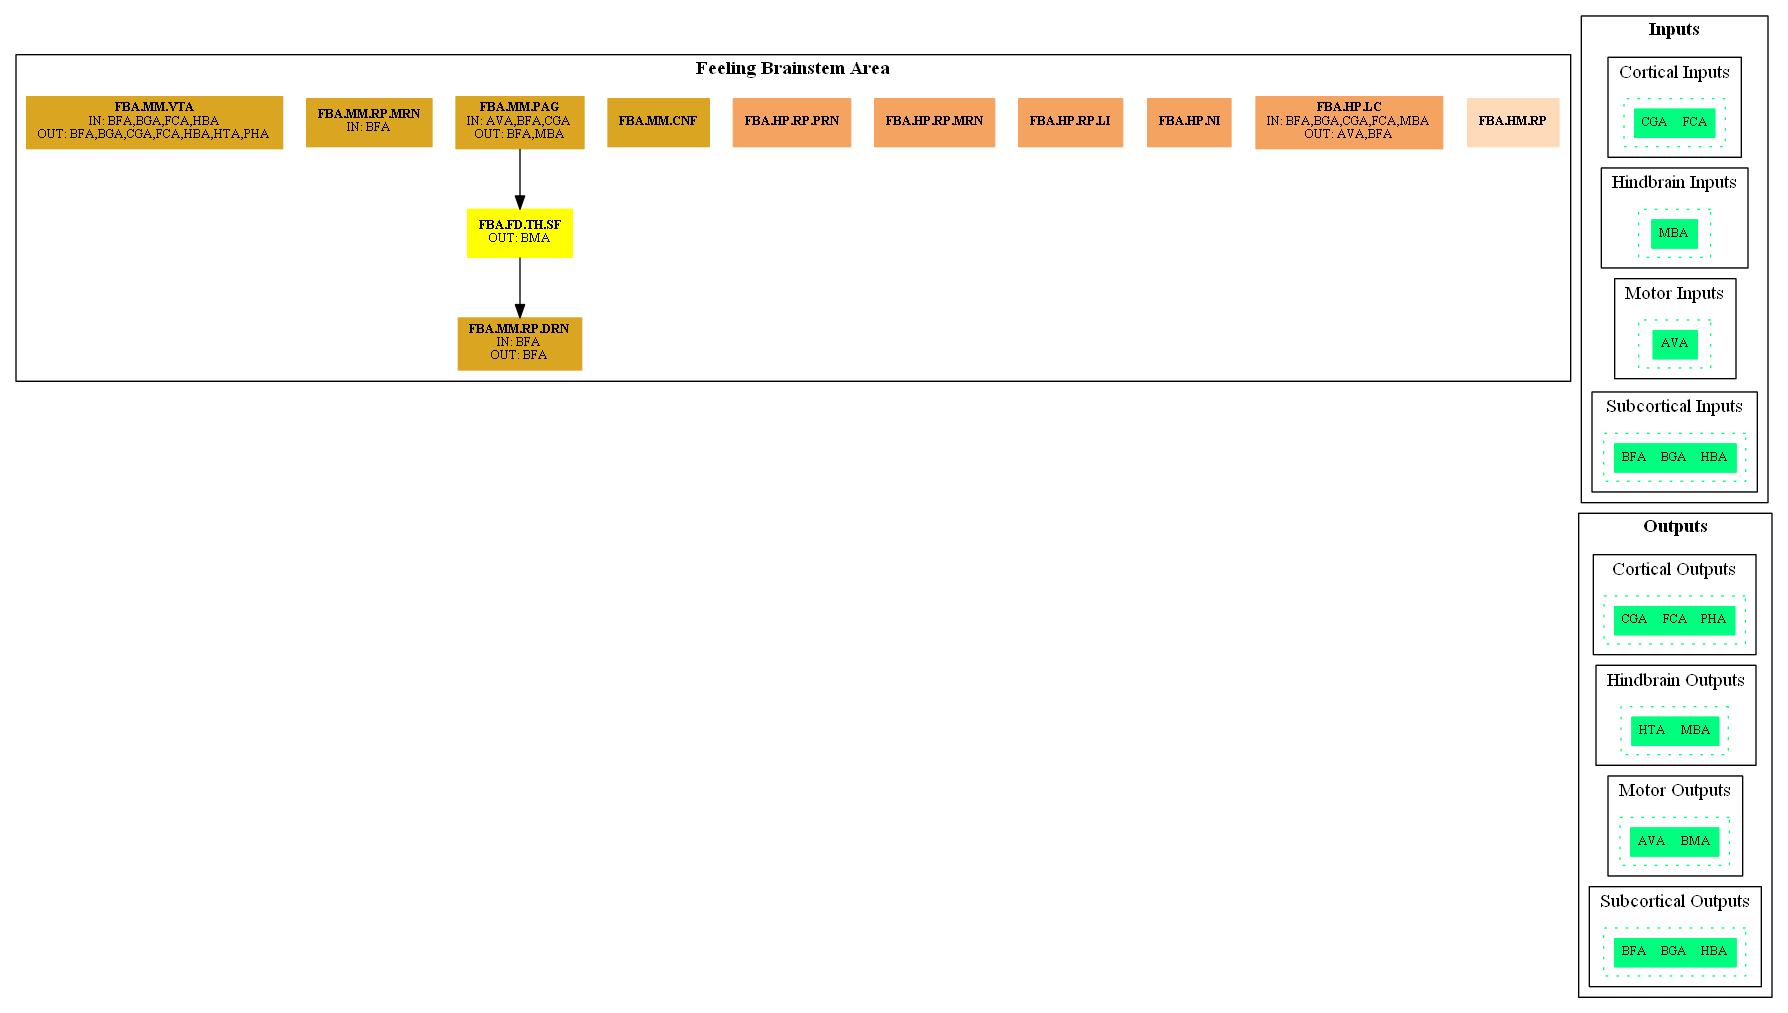 Feeling Brainstem Area
FBA.MM.VTA
IN: BFA,BGA,FCA,HBA
OUT: BFA,BGA,CGA,FCA,HBA,HTA,PHA
FBA.MM.RP.MRN
IN: BFA
FBA.MM.PAG
IN: AVA,BFA,CGA
OUT: BFA,MBA
FBA.MM.CNF
FBA.HP.RP.PRN
FBA.HP.RP.MRN
FBA.HP.RP.LI
FBA.HP.NI
FBA.HP.LC
IN: BFA,BGA,CGA,FCA,MBA
OUT: AVA,BFA
FBA.HM.RP
FBA.FD.TH.SF
OUT: BMA
FBA.MM.RP.DRN
IN: BFA
OUT: BFA
Inputs
Cortical Inputs
CGA FCA
Hindbrain Inputs
MBA
Motor Inputs
AVA
Subcortical Inputs
BFA BGA HBA
Outputs
Cortical Outputs
CGA FCA PHA
Hindbrain Outputs
HTA MBA
Motor Outputs
AVA BMA
Subcortical Outputs
BFA BGA HBA